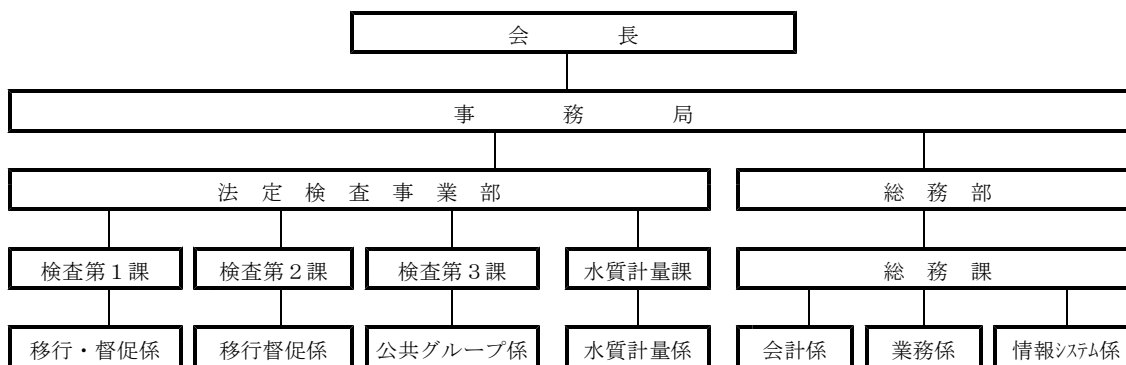 会長
事務局
法定検査事業部 総務部
検査第１課 検査第２課 検査第３課 水質計量課 総務課
移行・督促係 移行督促係 公共グループ係 水質計量係 会計係 業務係 情報ｼｽﾃﾑ係